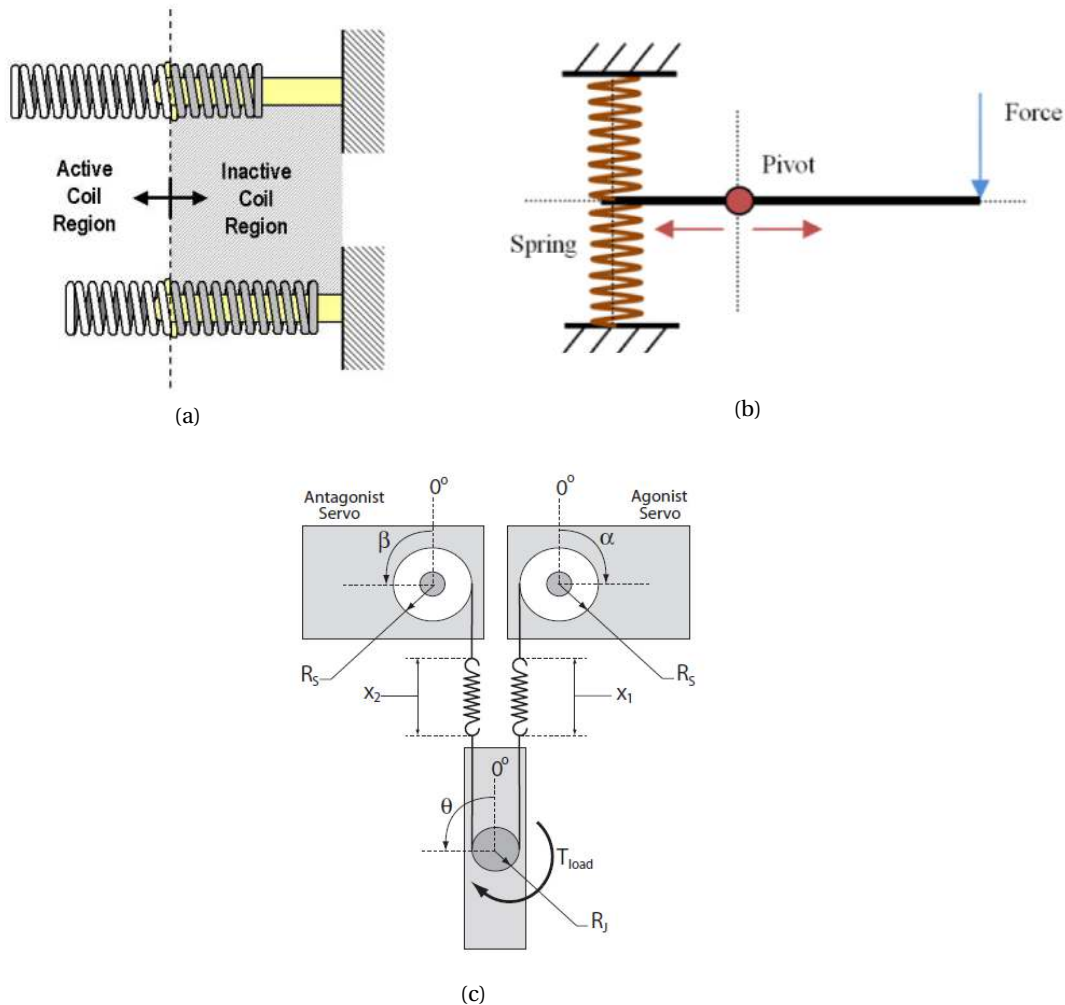 Active
Coil
Region
Inactive
Coil
Region
(a)
Force
Pivot
Spring
(b)
Antagonist
Servo
0°
0°
Agonist
Servo
β
α
R_S
X_2
X_1
R_S
0°
θ
T_load
R_J
(c)